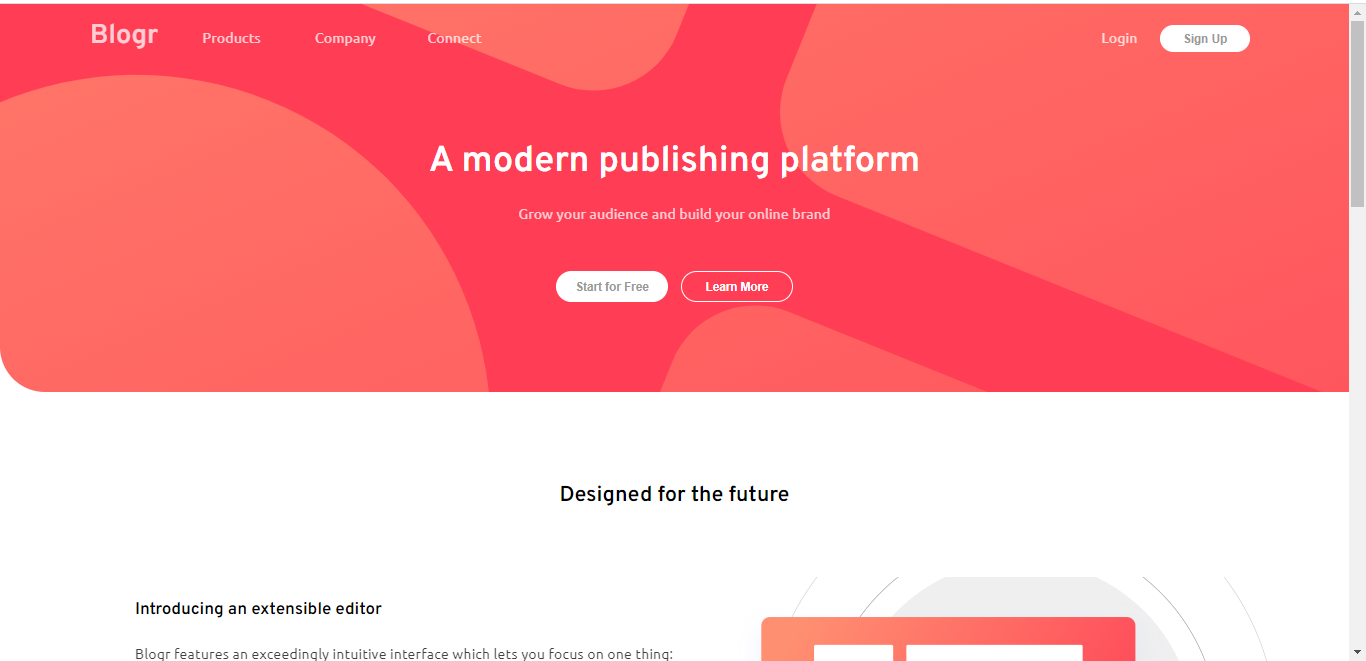 Blogr Products Company Connect Login Sign Up
A modern publishing platform
Grow your audience and build your online brand
Start for Free Learn More
Designed for the future
Introducing an extensible editor
Blogr features an exceedingly intuitive interface which lets you focus on one thing: